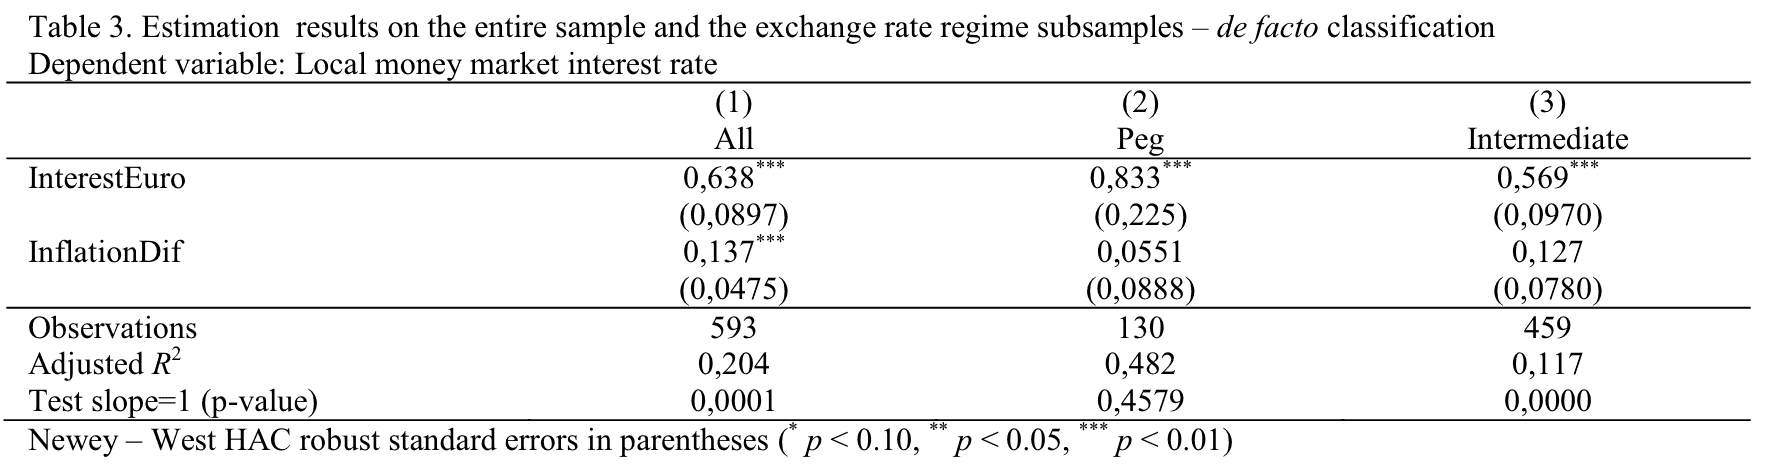 Table 3. Estimation  results on the entire sample and the exchange rate regime subsamples – de facto classification
Dependent variable: Local money market interest rate
(1) (2) (3)
All Peg Intermediate
InterestEuro 0,638*** 0,833*** 0,569***
(0,0897) (0,225) (0,0970)
InflationDif 0,137*** 0,0551 0,127
(0,0475) (0,0888) (0,0780)
Observations 593 130 459
Adjusted R² 0,204 0,482 0,117
Test slope=1 (p-value) 0,0001 0,4579 0,0000
Newey – West HAC robust standard errors in parentheses (* p < 0.10, ** p < 0.05, *** p < 0.01)